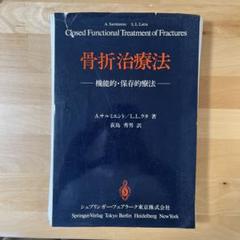 A. Sarmiento L. L. Latta
Closed Functional Treatment of Fractures
骨折治療法
—機能的・保存的療法—
A.サルミエント/L.L.ラタ 著
荻島 秀男 訳
シュプリンガー・フェアラーク東京株式会社
Springer-Verlag Tokyo Berlin Heidelberg New York